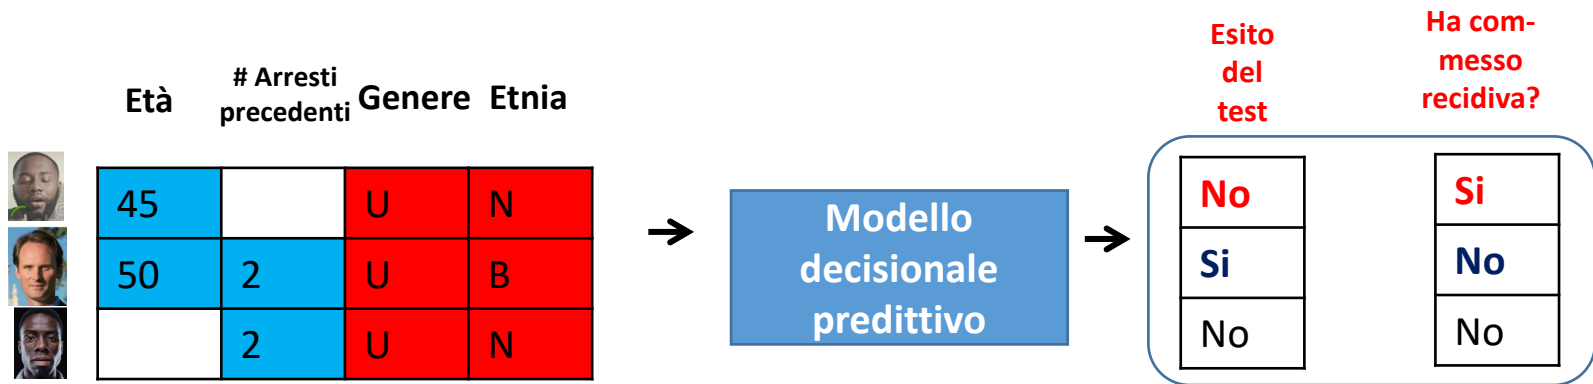 Età
# Arresti
precedenti
Genere
Etnia
Esito
del
test
Ha com-
messo
recidiva?
45
U
N
50
2
U
B
2
U
N
Modello
decisionale
predittivo
No
Si
Si
No
No
No